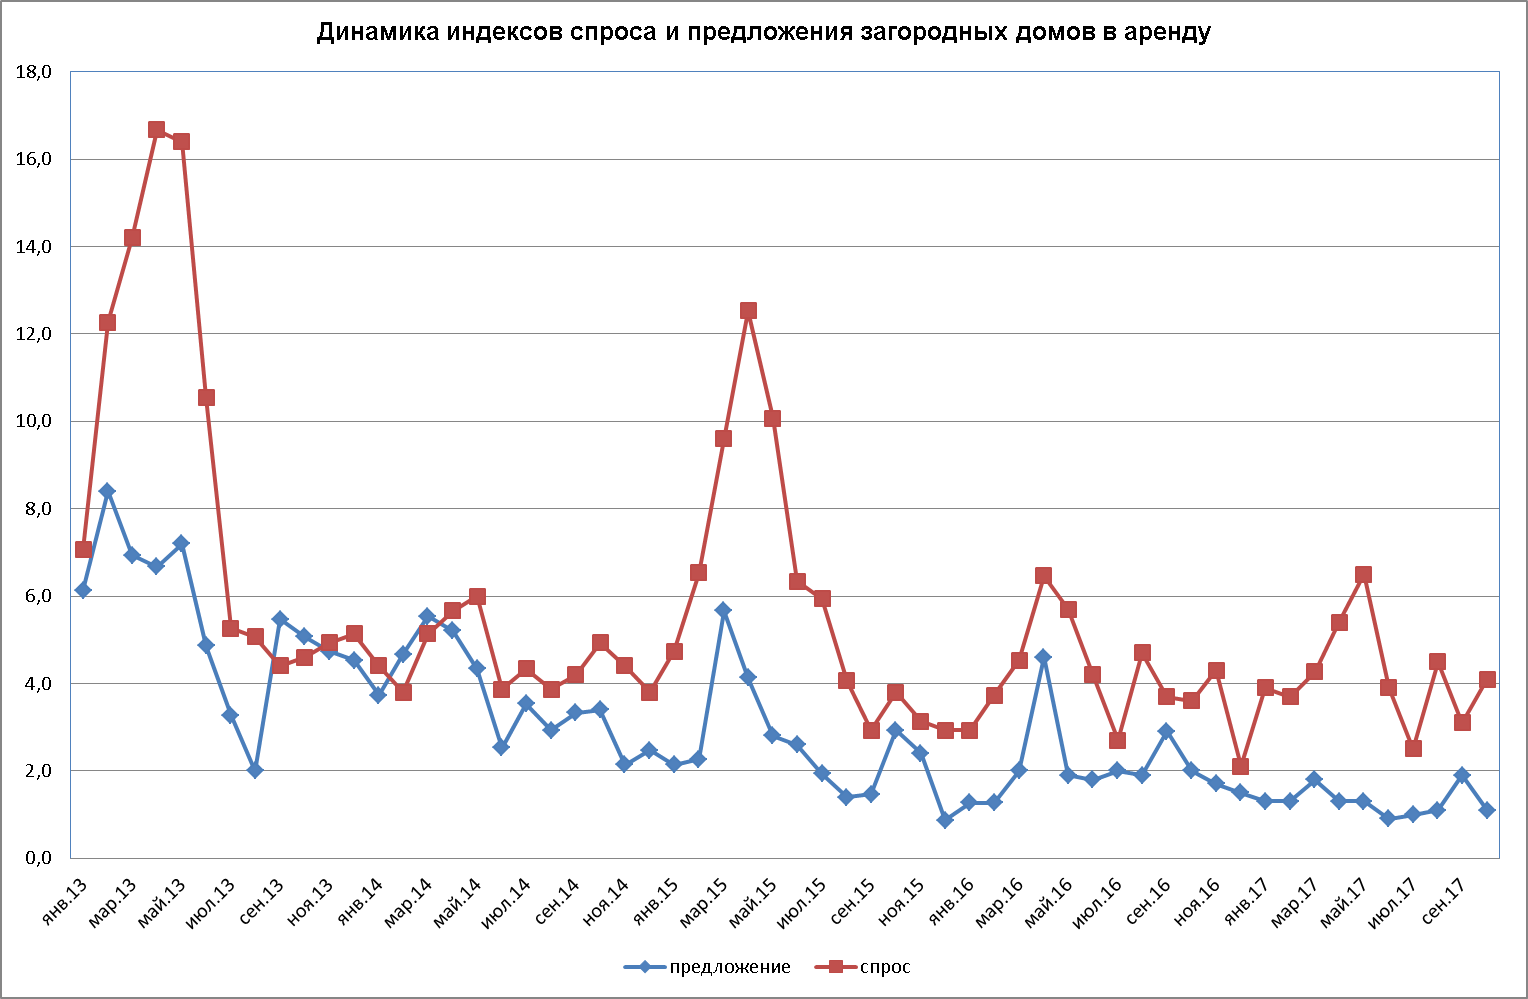 Динамика индексов спроса и предложения загородных домов в аренду
18,0
16,0
14,0
12,0
10,0
8,0
6,0
4,0
2,0
0,0
янв.13
мар.13
май.13
июл.13
сен.13
ноя.13
янв.14
мар.14
май.14
июл.14
сен.14
ноя.14
янв.15
мар.15
май.15
июл.15
сен.15
ноя.15
янв.16
мар.16
май.16
июл.16
сен.16
ноя.16
янв.17
мар.17
май.17
июл.17
сен.17
предложение
спрос